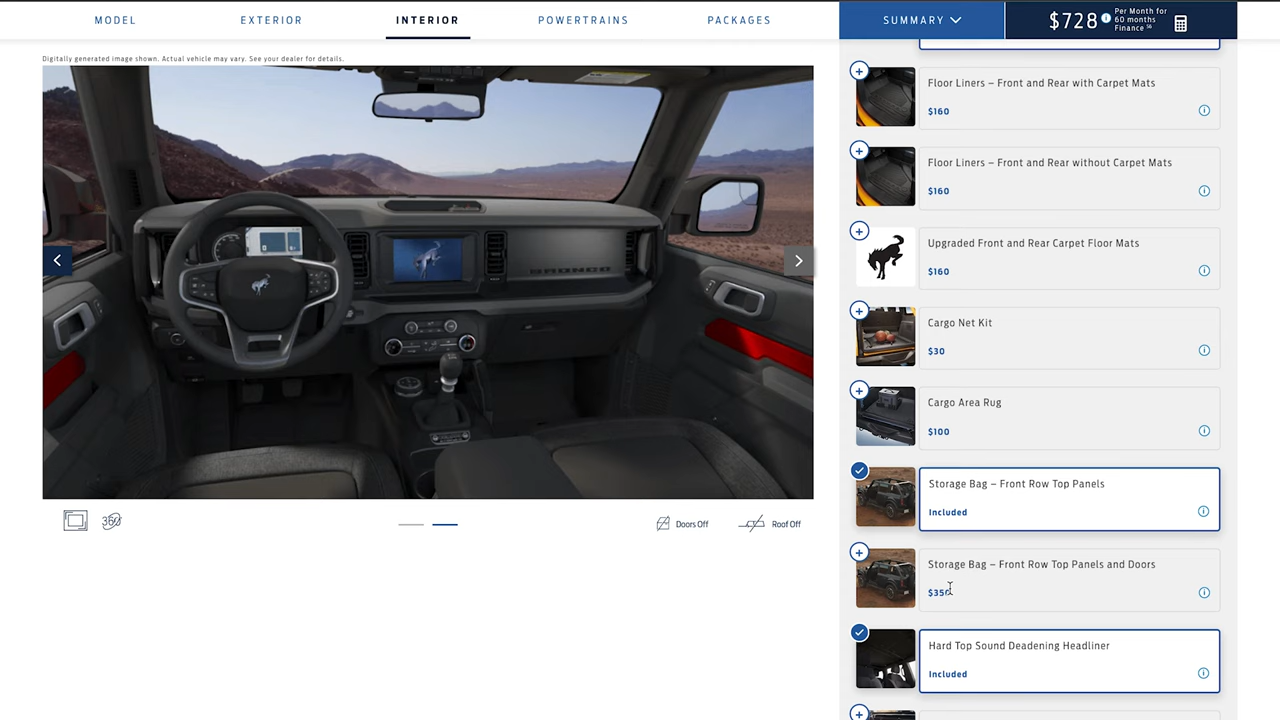 MODEL
EXTERIOR
INTERIOR
POWERTRAINS
PACKAGES
SUMMARY
$728
Per Month for
60 months
Finance
Digitally generated image shown. Actual vehicle may vary. See your dealer for details.
BRONCO
360°
Doors Off
Roof Off
Floor Liners – Front and Rear with Carpet Mats
$160
Floor Liners – Front and Rear without Carpet Mats
$160
Upgraded Front and Rear Carpet Floor Mats
$160
Cargo Net Kit
$30
Cargo Area Rug
$100
Storage Bag – Front Row Top Panels
Included
Storage Bag – Front Row Top Panels and Doors
Hard Top Sound Deadening Headliner
Included